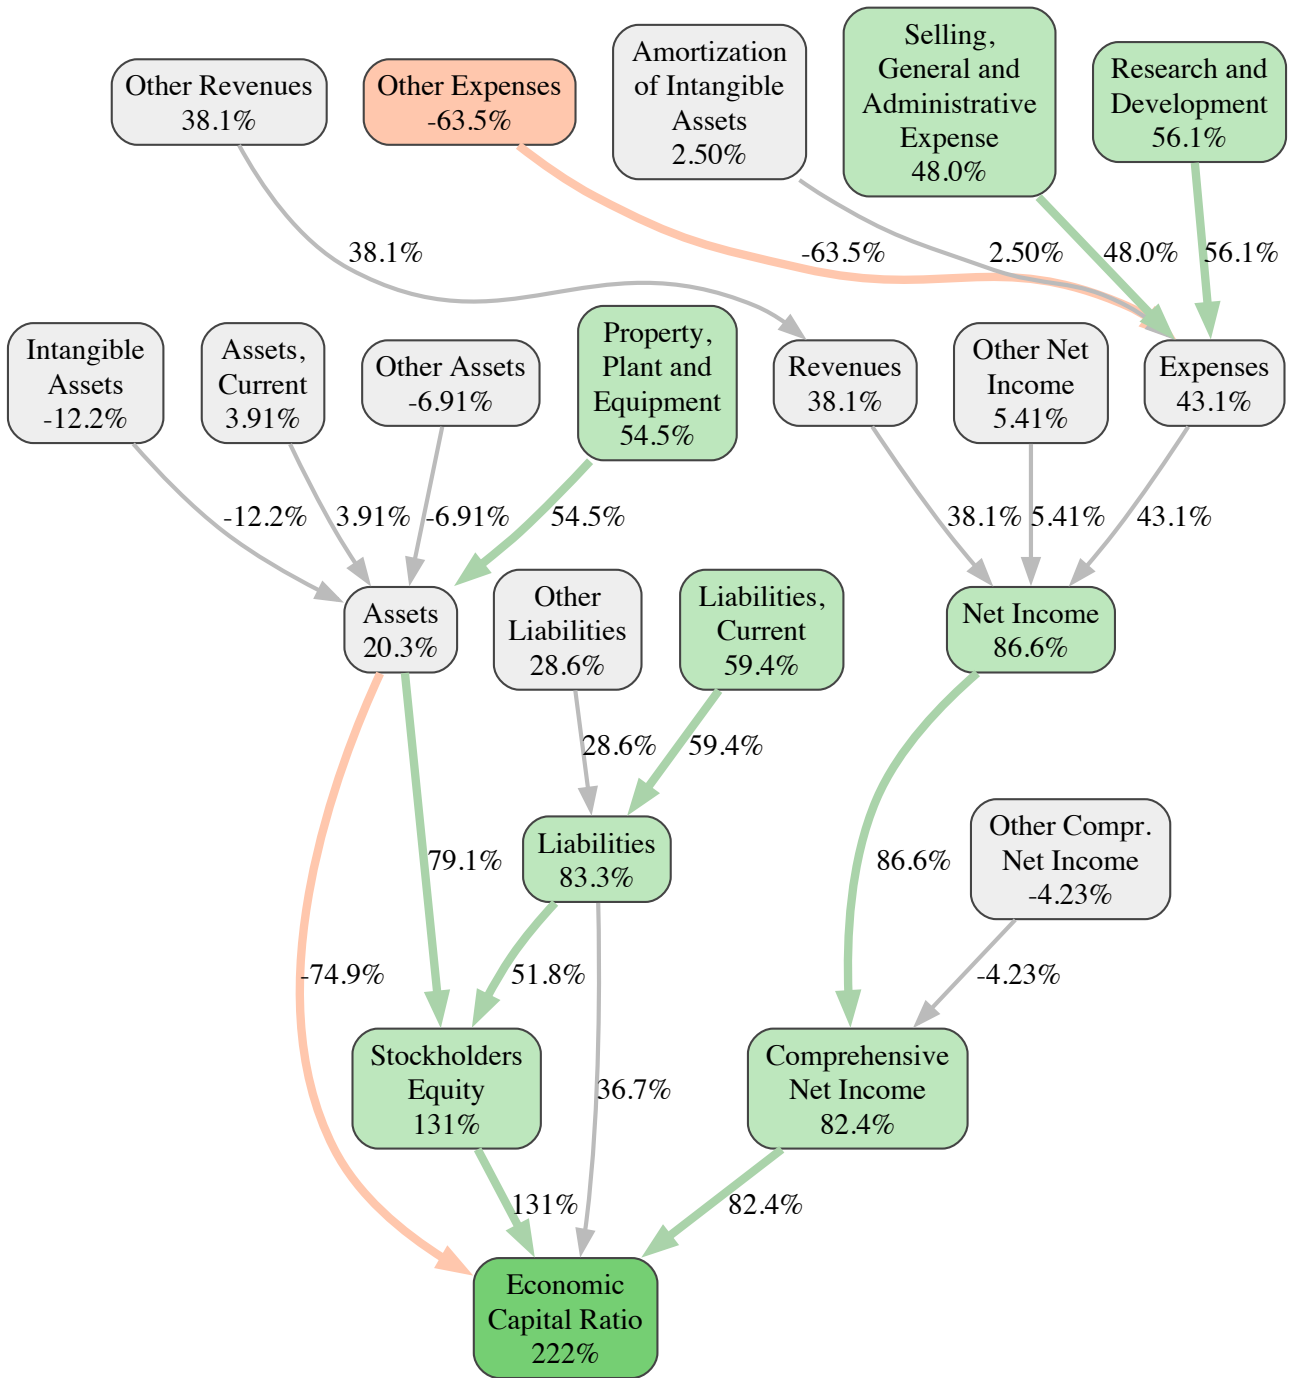 Other Revenues
38.1%
Other Expenses
-63.5%
Amortization
of Intangible
Assets
2.50%
Selling,
General and
Administrative
Expense
48.0%
Research and
Development
56.1%
38.1%
-63.5%
2.50%
48.0%
56.1%
Intangible
Assets
-12.2%
Assets,
Current
3.91%
Other Assets
-6.91%
Property,
Plant and
Equipment
54.5%
Revenues
38.1%
Other Net
Income
5.41%
Expenses
43.1%
-12.2%
3.91%
-6.91%
54.5%
38.1%
5.41%
43.1%
Assets
20.3%
Other
Liabilities
28.6%
Liabilities,
Current
59.4%
Net Income
86.6%
28.6%
59.4%
Liabilities
83.3%
Other Compr.
Net Income
-4.23%
79.1%
86.6%
-74.9%
51.8%
-4.23%
Stockholders
Equity
131%
36.7%
Comprehensive
Net Income
82.4%
131%
82.4%
Economic
Capital Ratio
222%